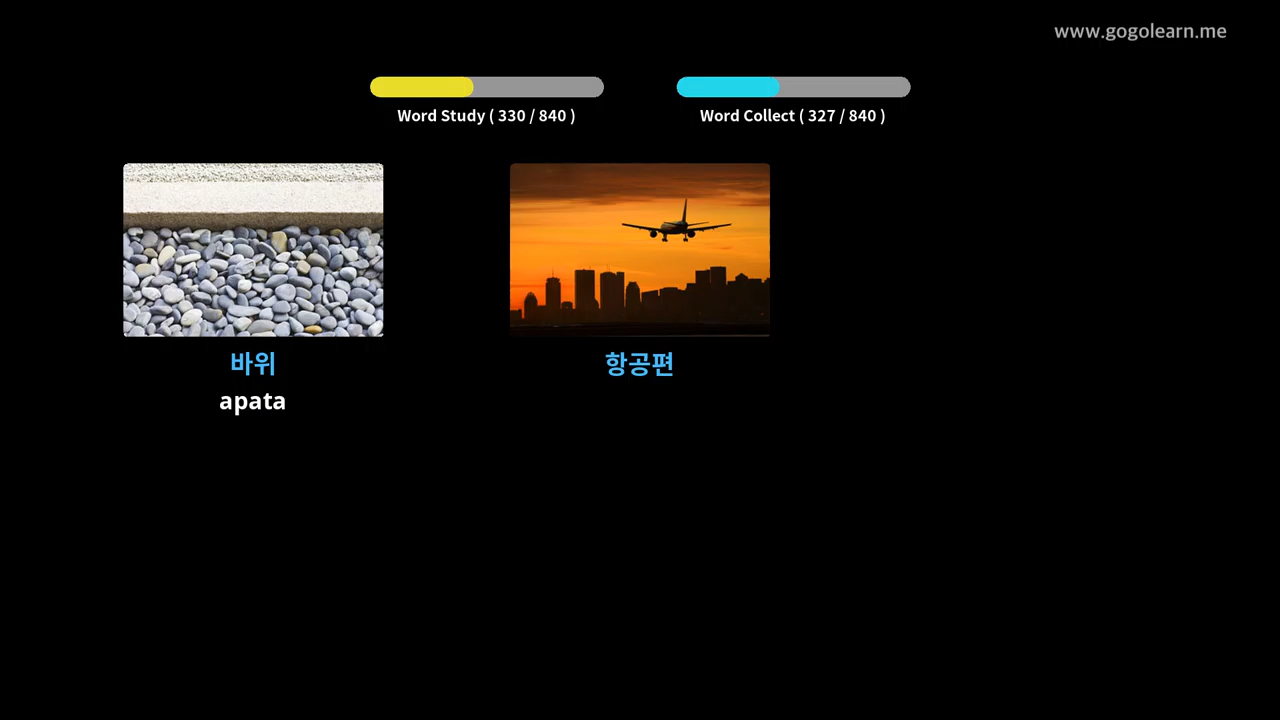 www.gogolearn.me
Word Study ( 330 / 840 )
Word Collect ( 327 / 840 )
바위
apata
항공편